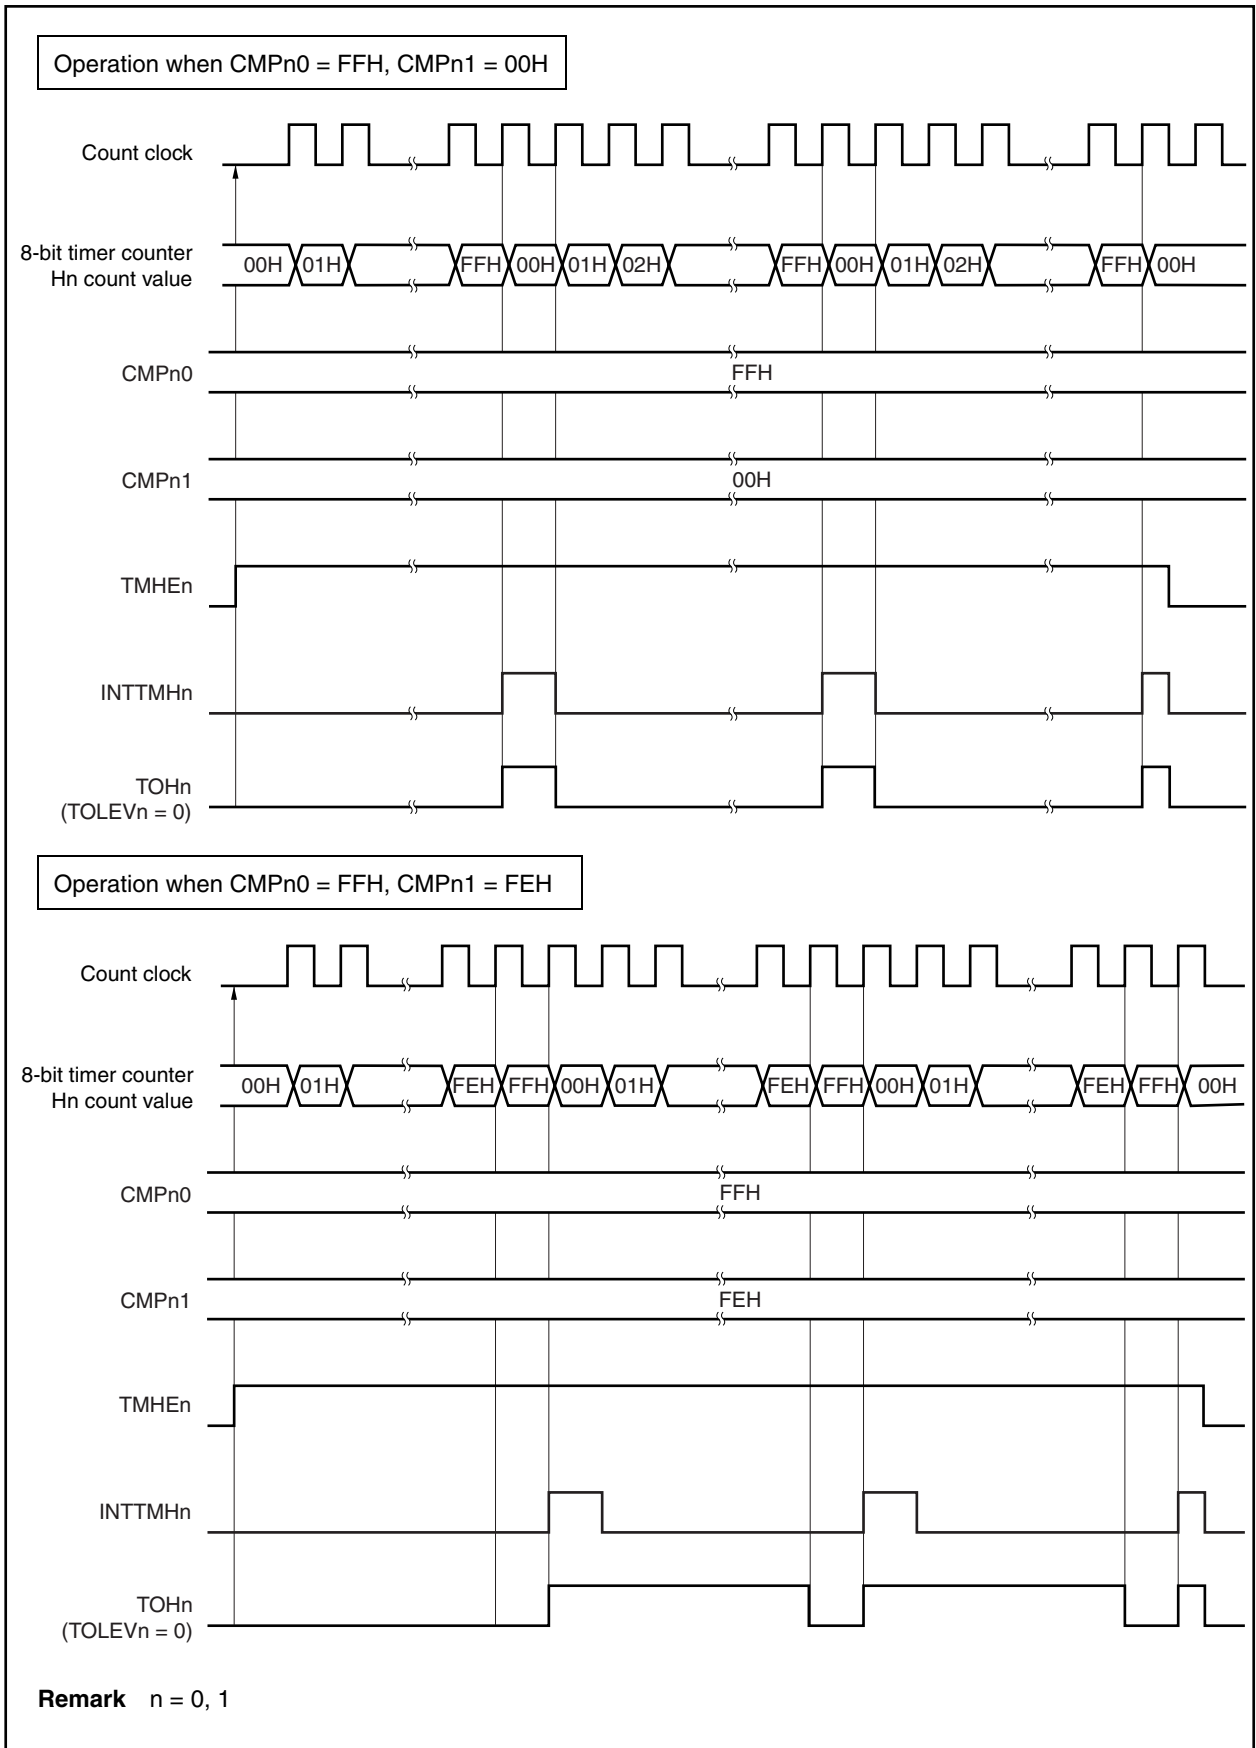 Operation when CMPn0 = FFH, CMPn1 = 00H
Count clock
8-bit timer counter
Hn count value
00H 01H FFH 00H 01H 02H FFH 00H 01H 02H FFH 00H
CMPn0
FFH
CMPn1
00H
TMHEn
INTTMHn
TOHn
(TOLEVn = 0)
Operation when CMPn0 = FFH, CMPn1 = FEH
Count clock
8-bit timer counter
Hn count value
00H 01H FEH FFH 00H 01H FEH FFH 00H 01H FEH FFH 00H
CMPn0
FFH
CMPn1
FEH
TMHEn
INTTMHn
TOHn
(TOLEVn = 0)
Remark n = 0, 1